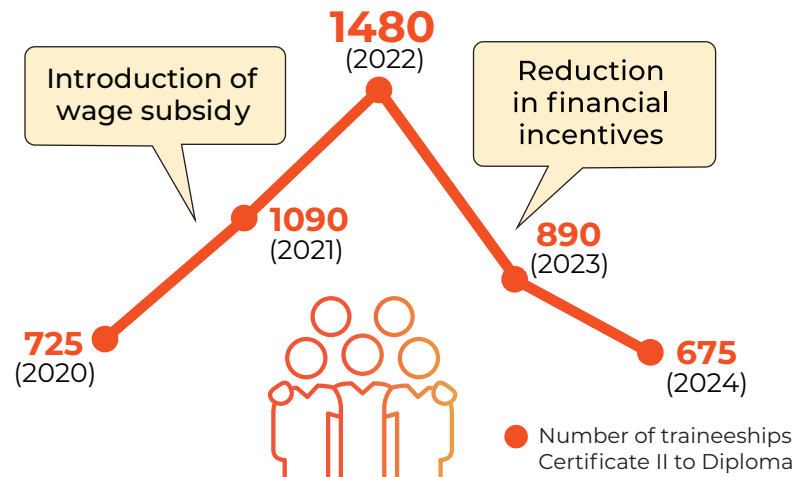 1480
(2022)
Introduction of
wage subsidy
Reduction
in financial
incentives
1090
(2021)
890
(2023)
725
(2020)
675
(2024)
Number of traineeships
Certificate II to Diploma